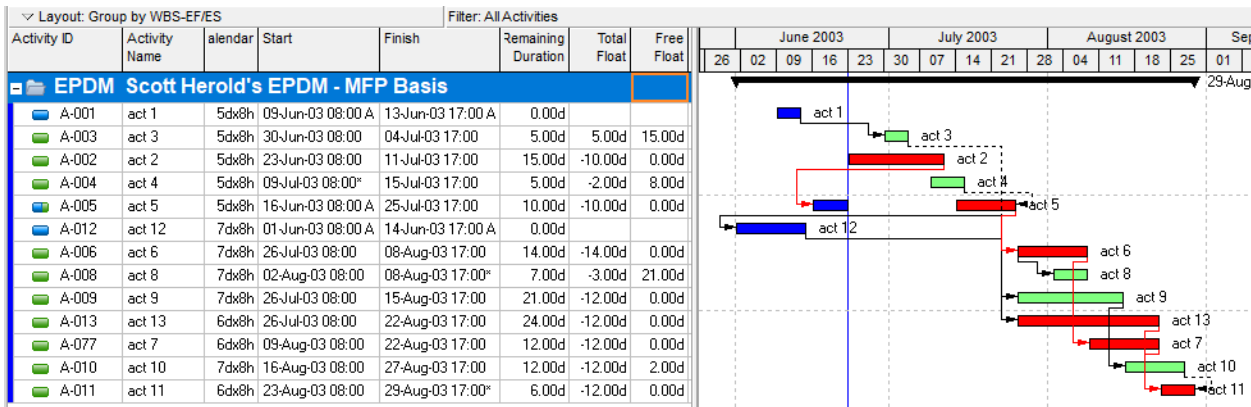 Layout: Group by WBS-EF/ES Filter: All Activities
Activity ID Activity Name alendar Start Finish Remaining Duration Total Float Free Float June 2003 July 2003 August 2003 Sep
26 02 09 16 23 30 07 14 21 28 04 11 18 25 01
EPDM Scott Herold's EPDM - MFP Basis 29-Aug
A-001 act 1 5dx8h 09-Jun-03 08:00 A 13-Jun-03 17:00 A 0.00d act 1
A-003 act 3 5dx8h 30-Jun-03 08:00 04-Jul-03 17:00 5.00d 5.00d 15.00d act 3
A-002 act 2 5dx8h 23-Jun-03 08:00 11-Jul-03 17:00 15.00d -10.00d 0.00d act 2
A-004 act 4 5dx8h 09-Jul-03 08:00* 15-Jul-03 17:00 5.00d -2.00d 8.00d act 4
A-005 act 5 5dx8h 16-Jun-03 08:00 A 25-Jul-03 17:00 10.00d -10.00d 0.00d act 5
A-012 act 12 7dx8h 01-Jun-03 08:00 A 14-Jun-03 17:00 A 0.00d act 12
A-006 act 6 7dx8h 26-Jul-03 08:00 08-Aug-03 17:00 14.00d -14.00d 0.00d act 6
A-008 act 8 7dx8h 02-Aug-03 08:00 08-Aug-03 17:00* 7.00d -3.00d 21.00d act 8
A-009 act 9 7dx8h 26-Jul-03 08:00 15-Aug-03 17:00 21.00d -12.00d 0.00d act 9
A-013 act 13 6dx8h 26-Jul-03 08:00 22-Aug-03 17:00 24.00d -12.00d 0.00d act 13
A-077 act 7 6dx8h 09-Aug-03 08:00 22-Aug-03 17:00 12.00d -12.00d 0.00d act 7
A-010 act 10 7dx8h 16-Aug-03 08:00 27-Aug-03 17:00 12.00d -12.00d 2.00d act 10
A-011 act 11 6dx8h 23-Aug-03 08:00 29-Aug-03 17:00* 6.00d -12.00d 0.00d act 11